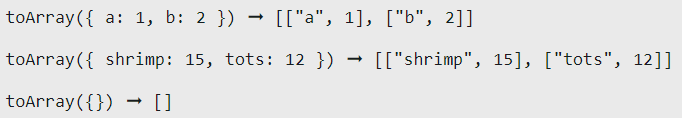 toArray({ a: 1, b: 2 }) ➞ [["a", 1], ["b", 2]]
toArray({ shrimp: 15, tots: 12 }) ➞ [["shrimp", 15], ["tots", 12]]
toArray({}) ➞ []